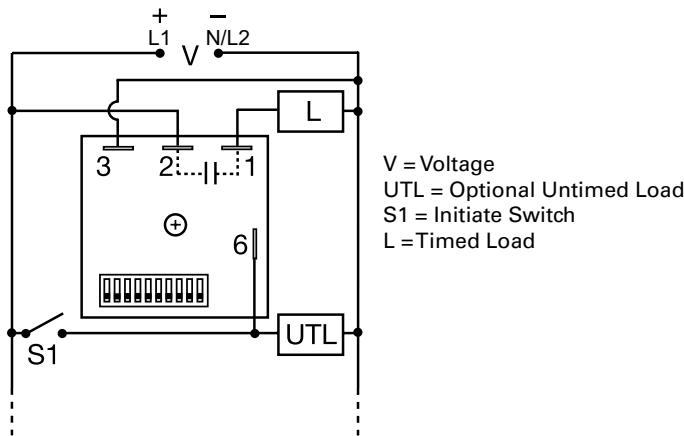 + −
L1 V N/L2
L
3 2 1
6
S1 UTL
V = Voltage
UTL = Optional Untimed Load
S1 = Initiate Switch
L = Timed Load